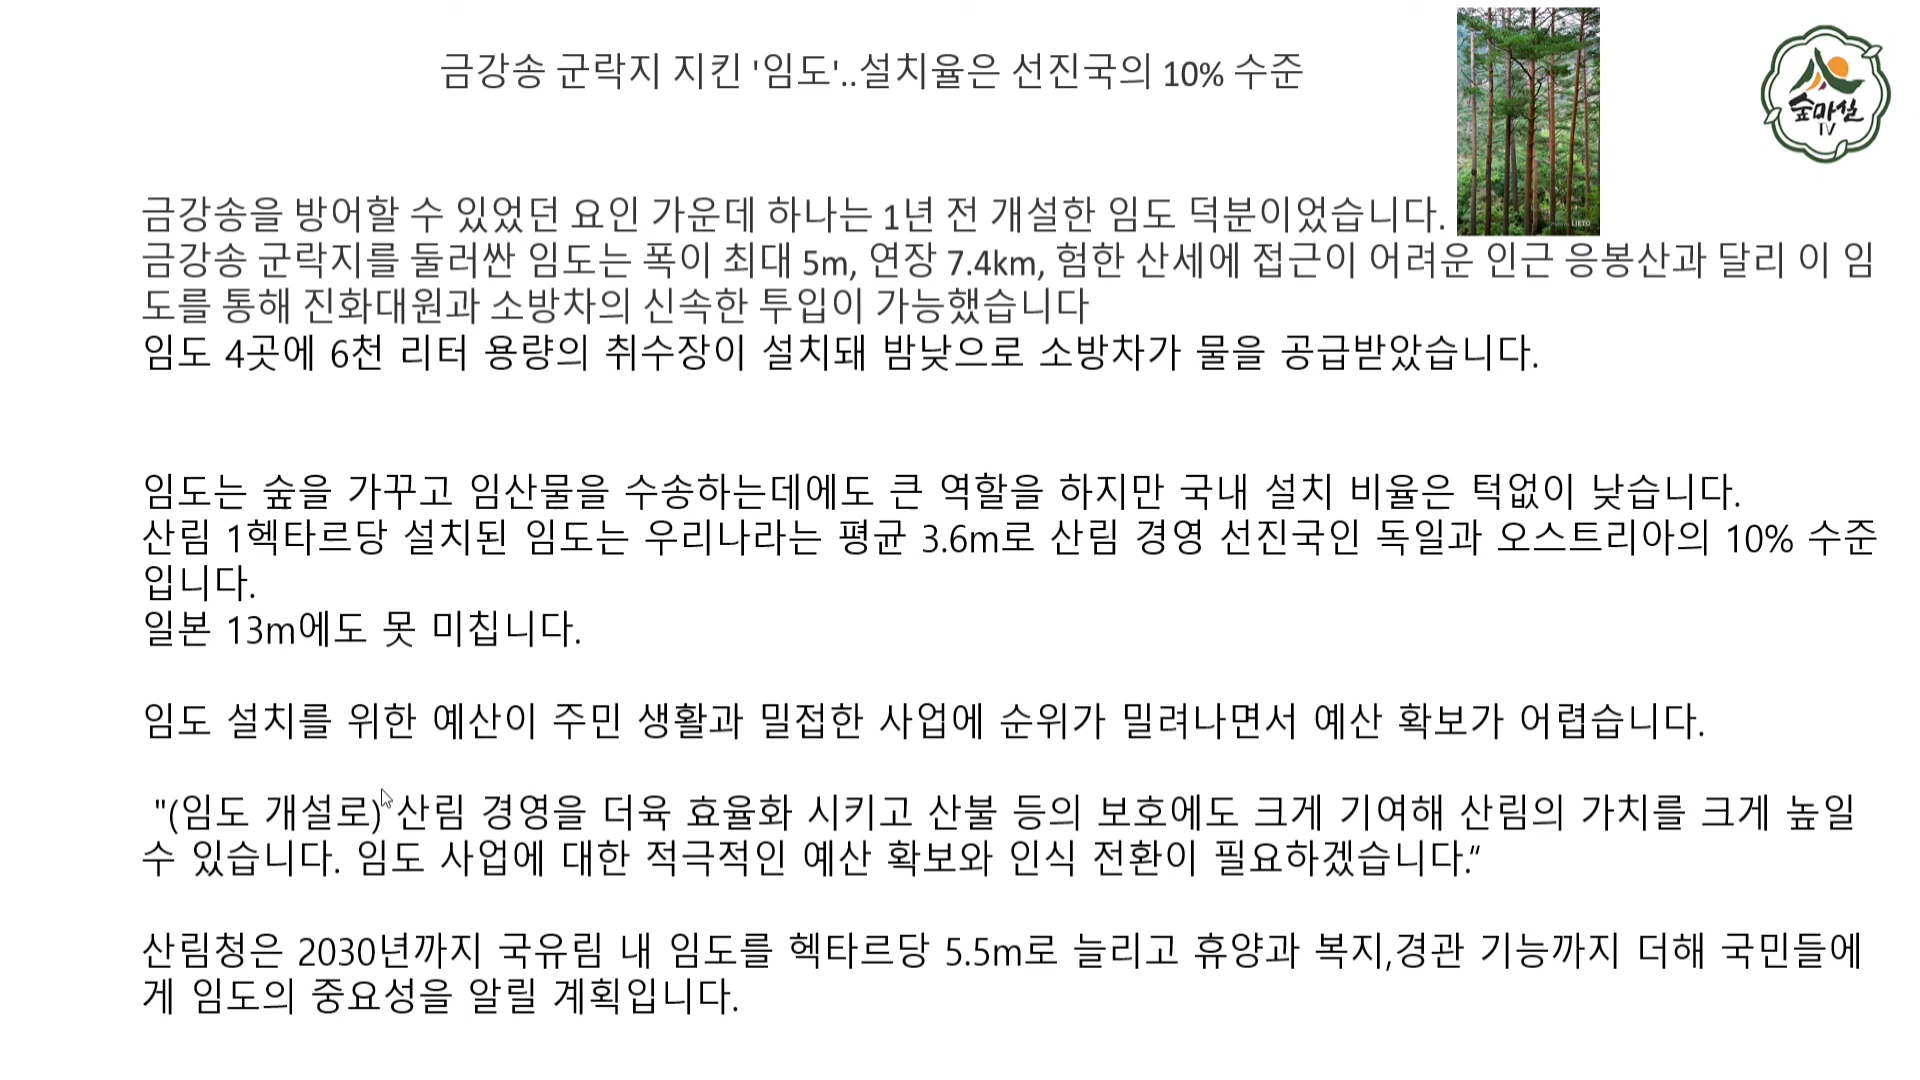 금강송 군락지 지킨 '임도'..설치율은 선진국의 10% 수준
숲마실
TV
LIETO
금강송을 방어할 수 있었던 요인 가운데 하나는 1년 전 개설한 임도 덕분이었습니다.
금강송 군락지를 둘러싼 임도는 폭이 최대 5m, 연장 7.4km, 험한 산세에 접근이 어려운 인근 응봉산과 달리 이 임
도를 통해 진화대원과 소방차의 신속한 투입이 가능했습니다
임도 4곳에 6천 리터 용량의 취수장이 설치돼 밤낮으로 소방차가 물을 공급받았습니다.
임도는 숲을 가꾸고 임산물을 수송하는데에도 큰 역할을 하지만 국내 설치 비율은 턱없이 낮습니다.
산림 1헥타르당 설치된 임도는 우리나라는 평균 3.6m로 산림 경영 선진국인 독일과 오스트리아의 10% 수준
입니다.
일본 13m에도 못 미칩니다.
임도 설치를 위한 예산이 주민 생활과 밀접한 사업에 순위가 밀려나면서 예산 확보가 어렵습니다.
"(임도 개설로) 산림 경영을 더욱 효율화 시키고 산불 등의 보호에도 크게 기여해 산림의 가치를 크게 높일
수 있습니다. 임도 사업에 대한 적극적인 예산 확보와 인식 전환이 필요하겠습니다.“
산림청은 2030년까지 국유림 내 임도를 헥타르당 5.5m로 늘리고 휴양과 복지,경관 기능까지 더해 국민들에
게 임도의 중요성을 알릴 계획입니다.